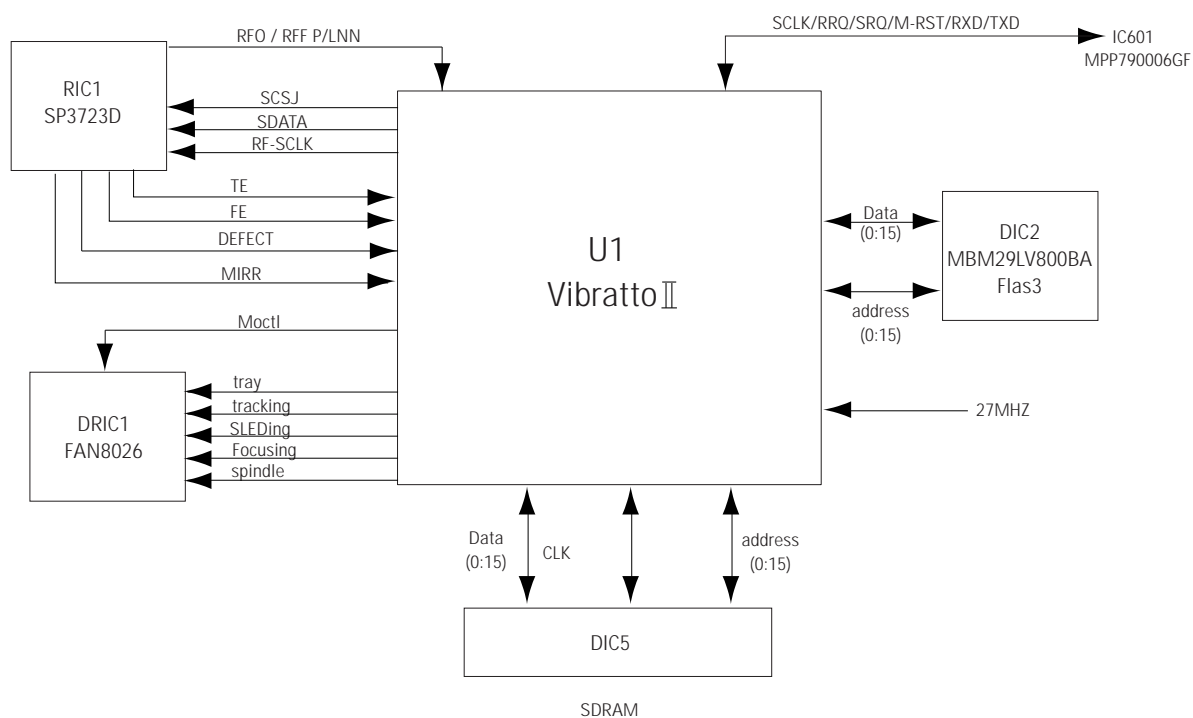 RFO / RFF P/LNN
SCLK/RRQ/SRQ/M-RST/RXD/TXD
IC601
MPP790006GF
RIC1
SP3723D
SCSJ
SDATA
RF-SCLK
TE
FE
DEFECT
MIRR
U1
Vibratto Ⅱ
Data
(0:15)
address
(0:15)
DIC2
MBM29LV800BA
Flas3
Moctl
DRIC1
FAN8026
tray
tracking
SLEDing
Focusing
spindle
27MHZ
Data
(0:15)
CLK
address
(0:15)
DIC5
SDRAM